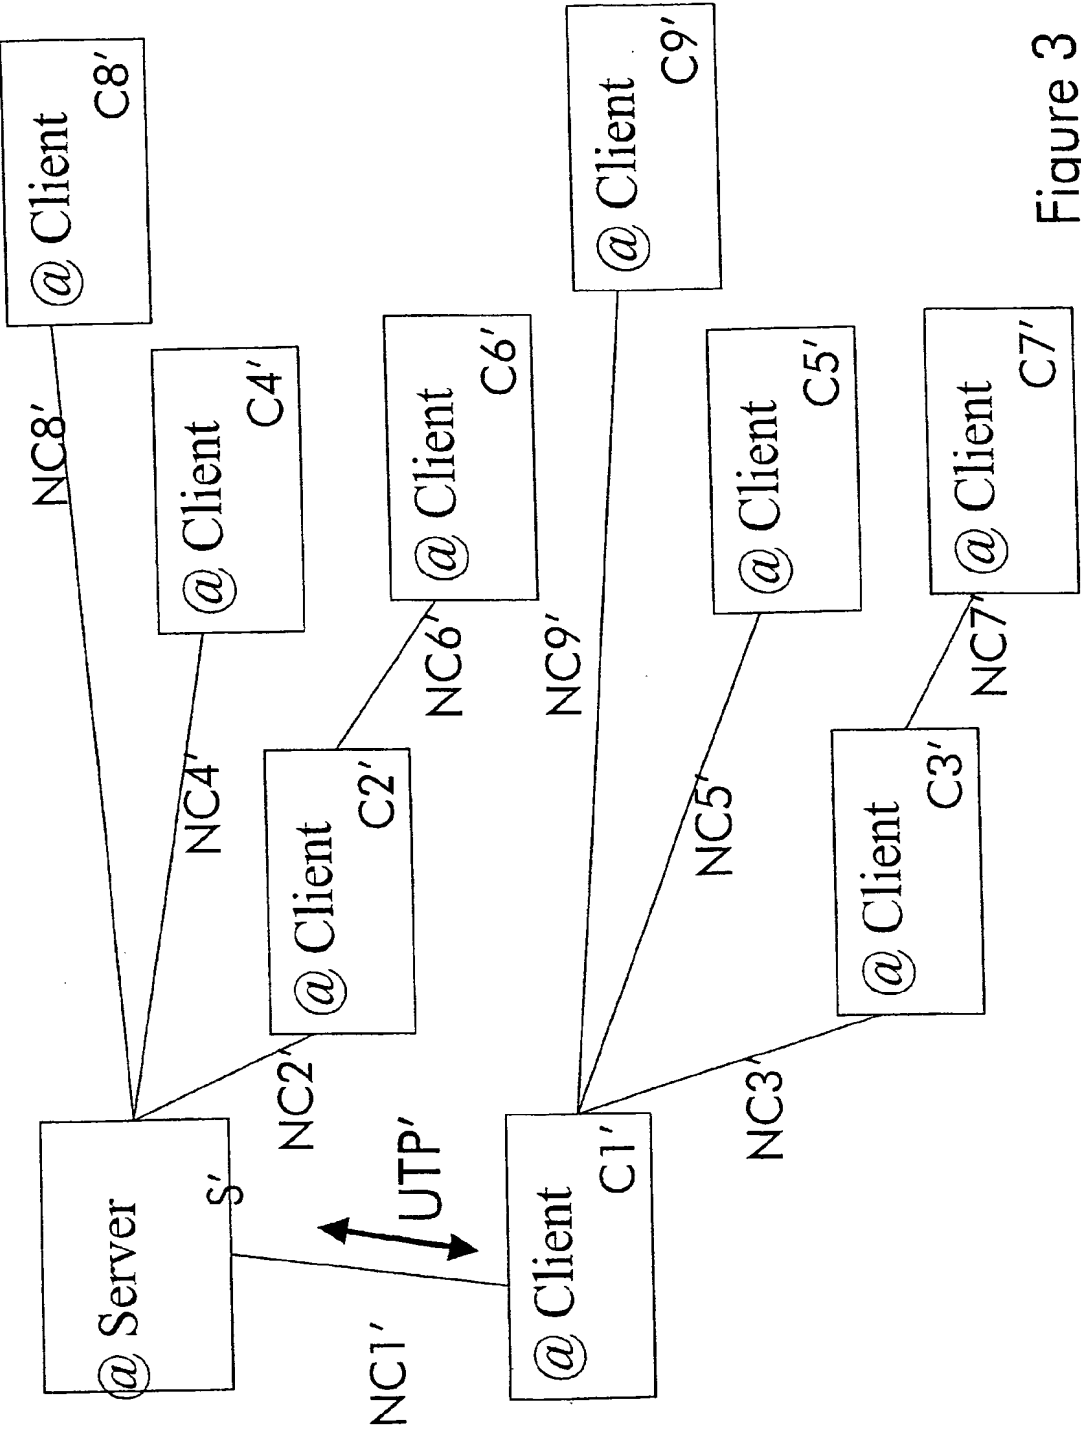 @ Server
S'
NC1'
UTP'
@ Client
C1'
NC2'
@ Client
C2'
NC3'
@ Client
C3'
NC4'
@ Client
C4'
NC5'
@ Client
C5'
NC6'
@ Client
C6'
NC7'
@ Client
C7'
NC8'
@ Client
C8'
NC9'
@ Client
C9'
Figure 3